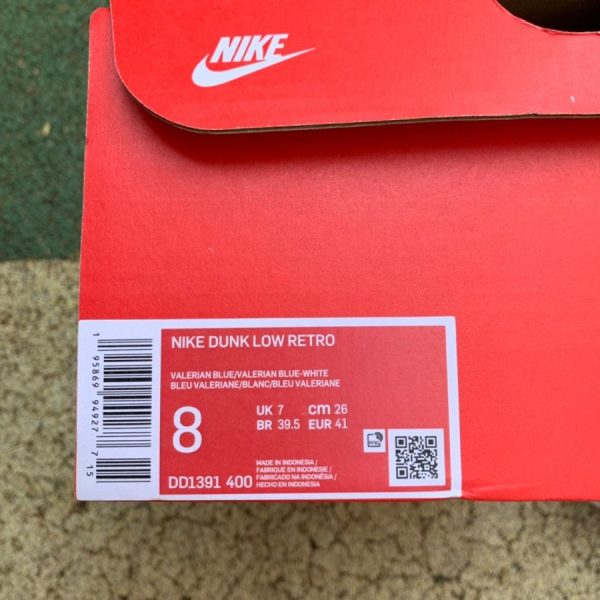 NIKE
NIKE DUNK LOW RETRO
VALERIAN BLUE/VALERIAN BLUE-WHITE
BLEU VALERIANE/BLANC/BLEU VALERIANE
8
UK 7 cm 26
BR 39.5 EUR 41
DD1391 400
MADE IN INDONESIA /
FABRIQUE EN INDONESIE /
FABRICADO NA INDONÉSIA /
HECHO EN INDONESIA
1 95869 94927 7 15